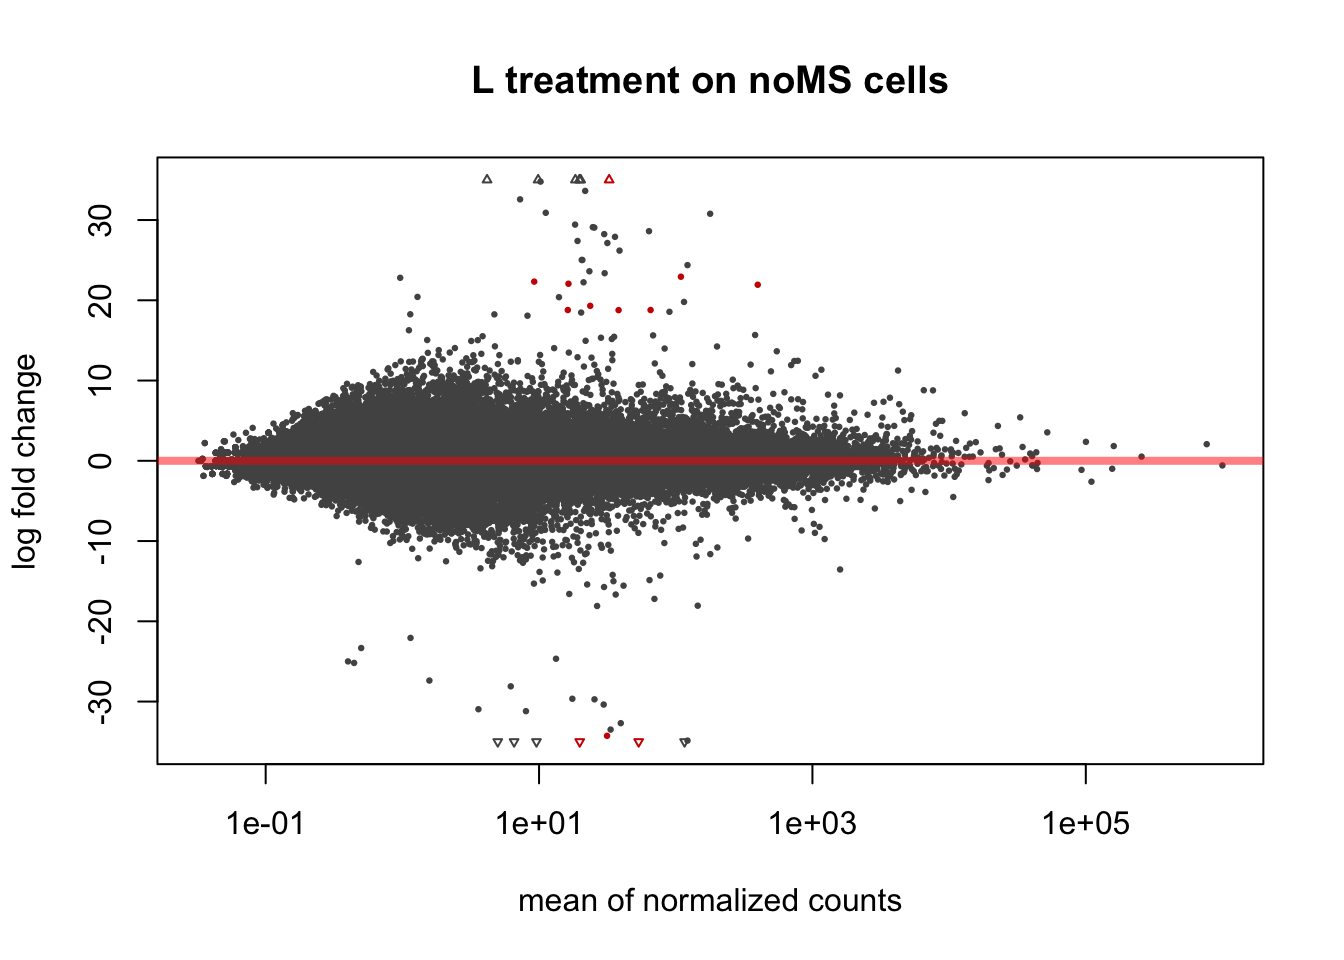 L treatment on noMS cells
log fold change
30
20
10
0
-10
-20
-30
1e-01
1e+01
1e+03
1e+05
mean of normalized counts